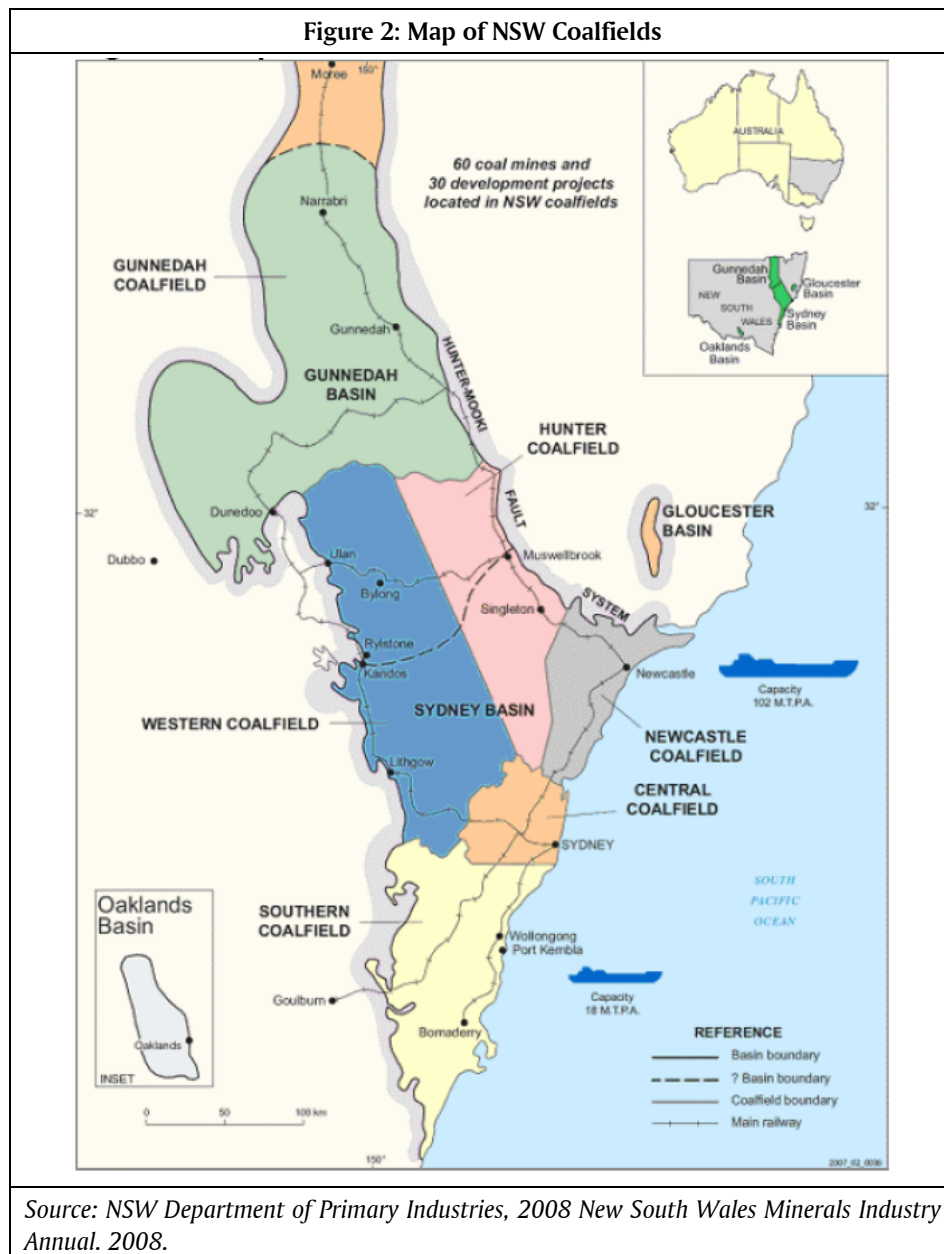 Figure 2: Map of NSW Coalfields
Moree
150°
60 coal mines and
30 development projects
located in NSW coalfields
AUSTRALIA
Narrabri
GUNNEDAH
COALFIELD
Gunnedah
Basin
Gloucester
Basin
NEW
SOUTH
WALES
Sydney
Basin
Oaklands
Basin
Gunnedah
HUNTER-MOOKI
FAULT
SYSTEM
GUNNEDAH
BASIN
HUNTER
COALFIELD
32°
Dunedoo
GLOUCESTER
BASIN
32°
Dubbo
Ulan
Muswellbrook
Bylong
Singleton
Rylstone
Kandos
Newcastle
Capacity
102 M.T.P.A.
WESTERN COALFIELD
SYDNEY BASIN
NEWCASTLE
COALFIELD
Lithgow
CENTRAL
COALFIELD
SYDNEY
SOUTH
PACIFIC
OCEAN
Oaklands
Basin
Oaklands
INSET
SOUTHERN
COALFIELD
Wollongong
Port Kembla
Goulburn
Capacity
18 M.T.P.A.
Bomaderry
REFERENCE
Basin boundary
? Basin boundary
Coalfield boundary
Main railway
0 50 100 km
150°
2007_02_0036
Source: NSW Department of Primary Industries, 2008 New South Wales Minerals Industry
Annual. 2008.